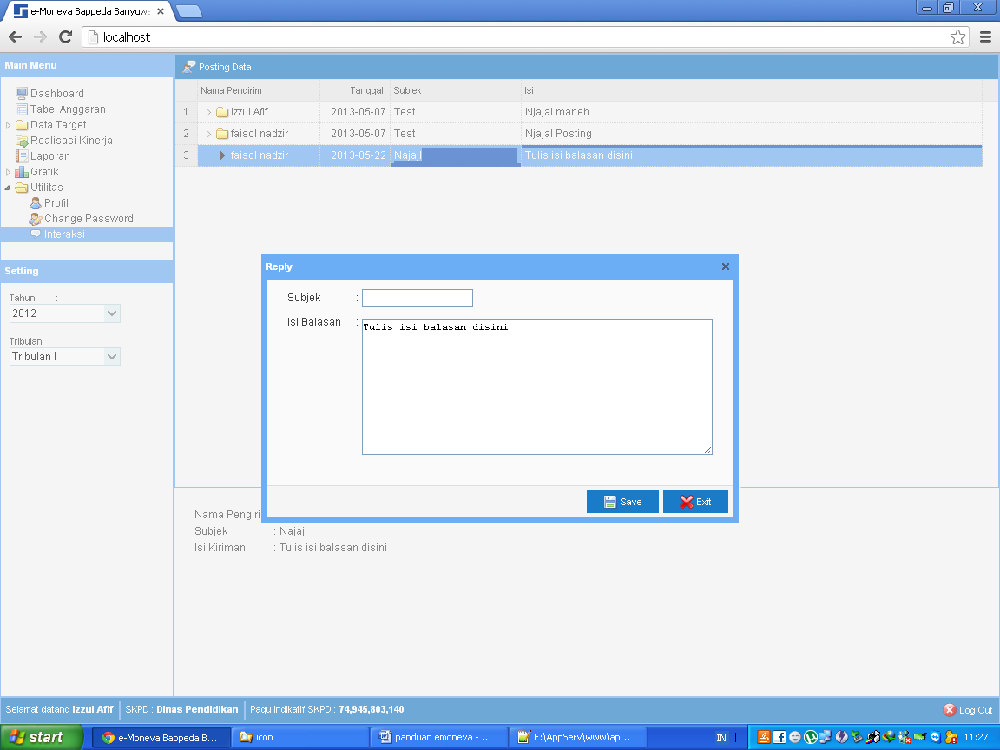 e-Moneva Bappeda Banyuwa
localhost
Main Menu
Dashboard
Tabel Anggaran
Data Target
Realisasi Kinerja
Laporan
Grafik
Utilitas
Profil
Change Password
Interaksi
Setting
Tahun :
2012
Tribulan :
Tribulan I
Posting Data
Nama Pengirim Tanggal Subjek Isi
1 Izzul Afif 2013-05-07 Test Njajal maneh
2 faisol nadzir 2013-05-07 Test Njajal Posting
3 faisol nadzir 2013-05-22 Najajl Tulis isi balasan disini
Reply
Subjek :
Isi Balasan : Tulis isi balasan disini
Save Exit
Nama Pengiri
Subjek : Najajl
Isi Kiriman : Tulis isi balasan disini
Selamat datang Izzul Afif SKPD : Dinas Pendidikan Pagu Indikatif SKPD : 74,945,803,140 Log Out
start e-Moneva Bappeda B... icon panduan emoneva - ... E:\AppServ\www\ap... IN 11:27